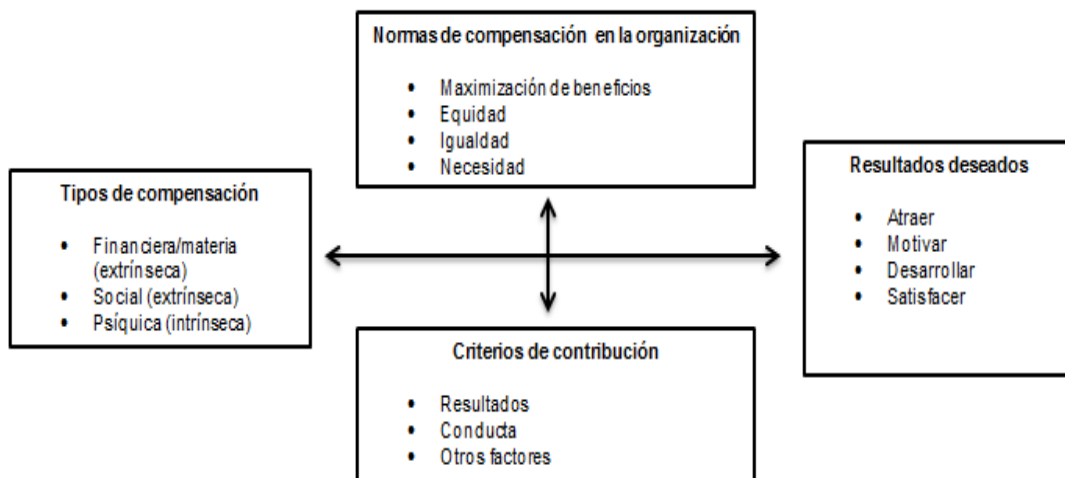 Normas de compensación en la organización
• Maximización de beneficios
• Equidad
• Igualdad
• Necesidad
Tipos de compensación
• Financiera/materia
(extrínseca)
• Social (extrínseca)
• Psíquica (intrínseca)
Resultados deseados
• Atraer
• Motivar
• Desarrollar
• Satisfacer
Criterios de contribución
• Resultados
• Conducta
• Otros factores